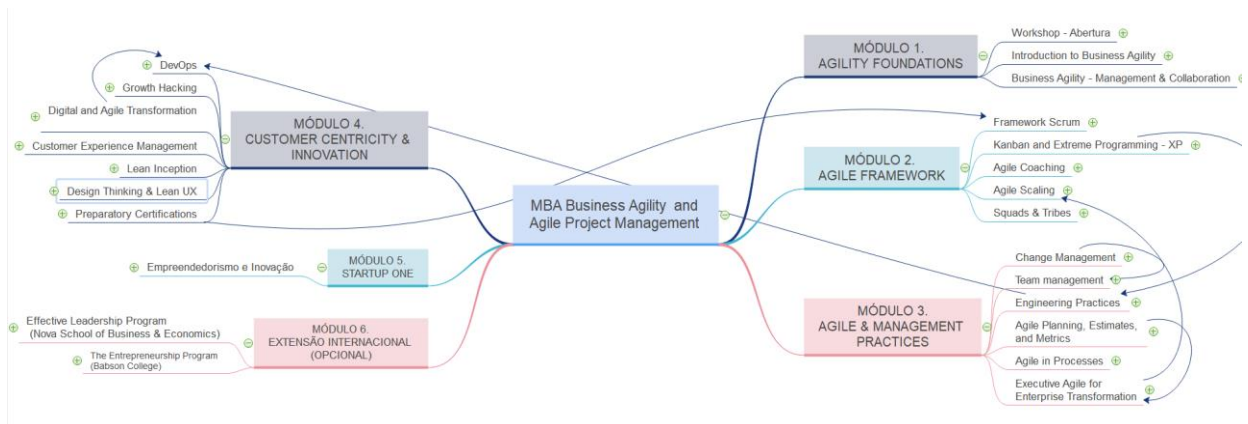 MBA Business Agility and
Agile Project Management
MÓDULO 1.
AGILITY FOUNDATIONS
Workshop - Abertura
Introduction to Business Agility
Business Agility - Management & Collaboration
MÓDULO 2.
AGILE FRAMEWORK
Framework Scrum
Kanban and Extreme Programming - XP
Agile Coaching
Agile Scaling
Squads & Tribes
MÓDULO 3.
AGILE & MANAGEMENT
PRACTICES
Change Management
Team management
Engineering Practices
Agile Planning, Estimates,
and Metrics
Agile in Processes
Executive Agile for
Enterprise Transformation
MÓDULO 4.
CUSTOMER CENTRICITY &
INNOVATION
DevOps
Growth Hacking
Digital and Agile Transformation
Customer Experience Management
Lean Inception
Design Thinking & Lean UX
Preparatory Certifications
MÓDULO 5.
STARTUP ONE
Empreendedorismo e Inovação
MÓDULO 6.
EXTENSÃO INTERNACIONAL
(OPCIONAL)
Effective Leadership Program
(Nova School of Business & Economics)
The Entrepreneurship Program
(Babson College)